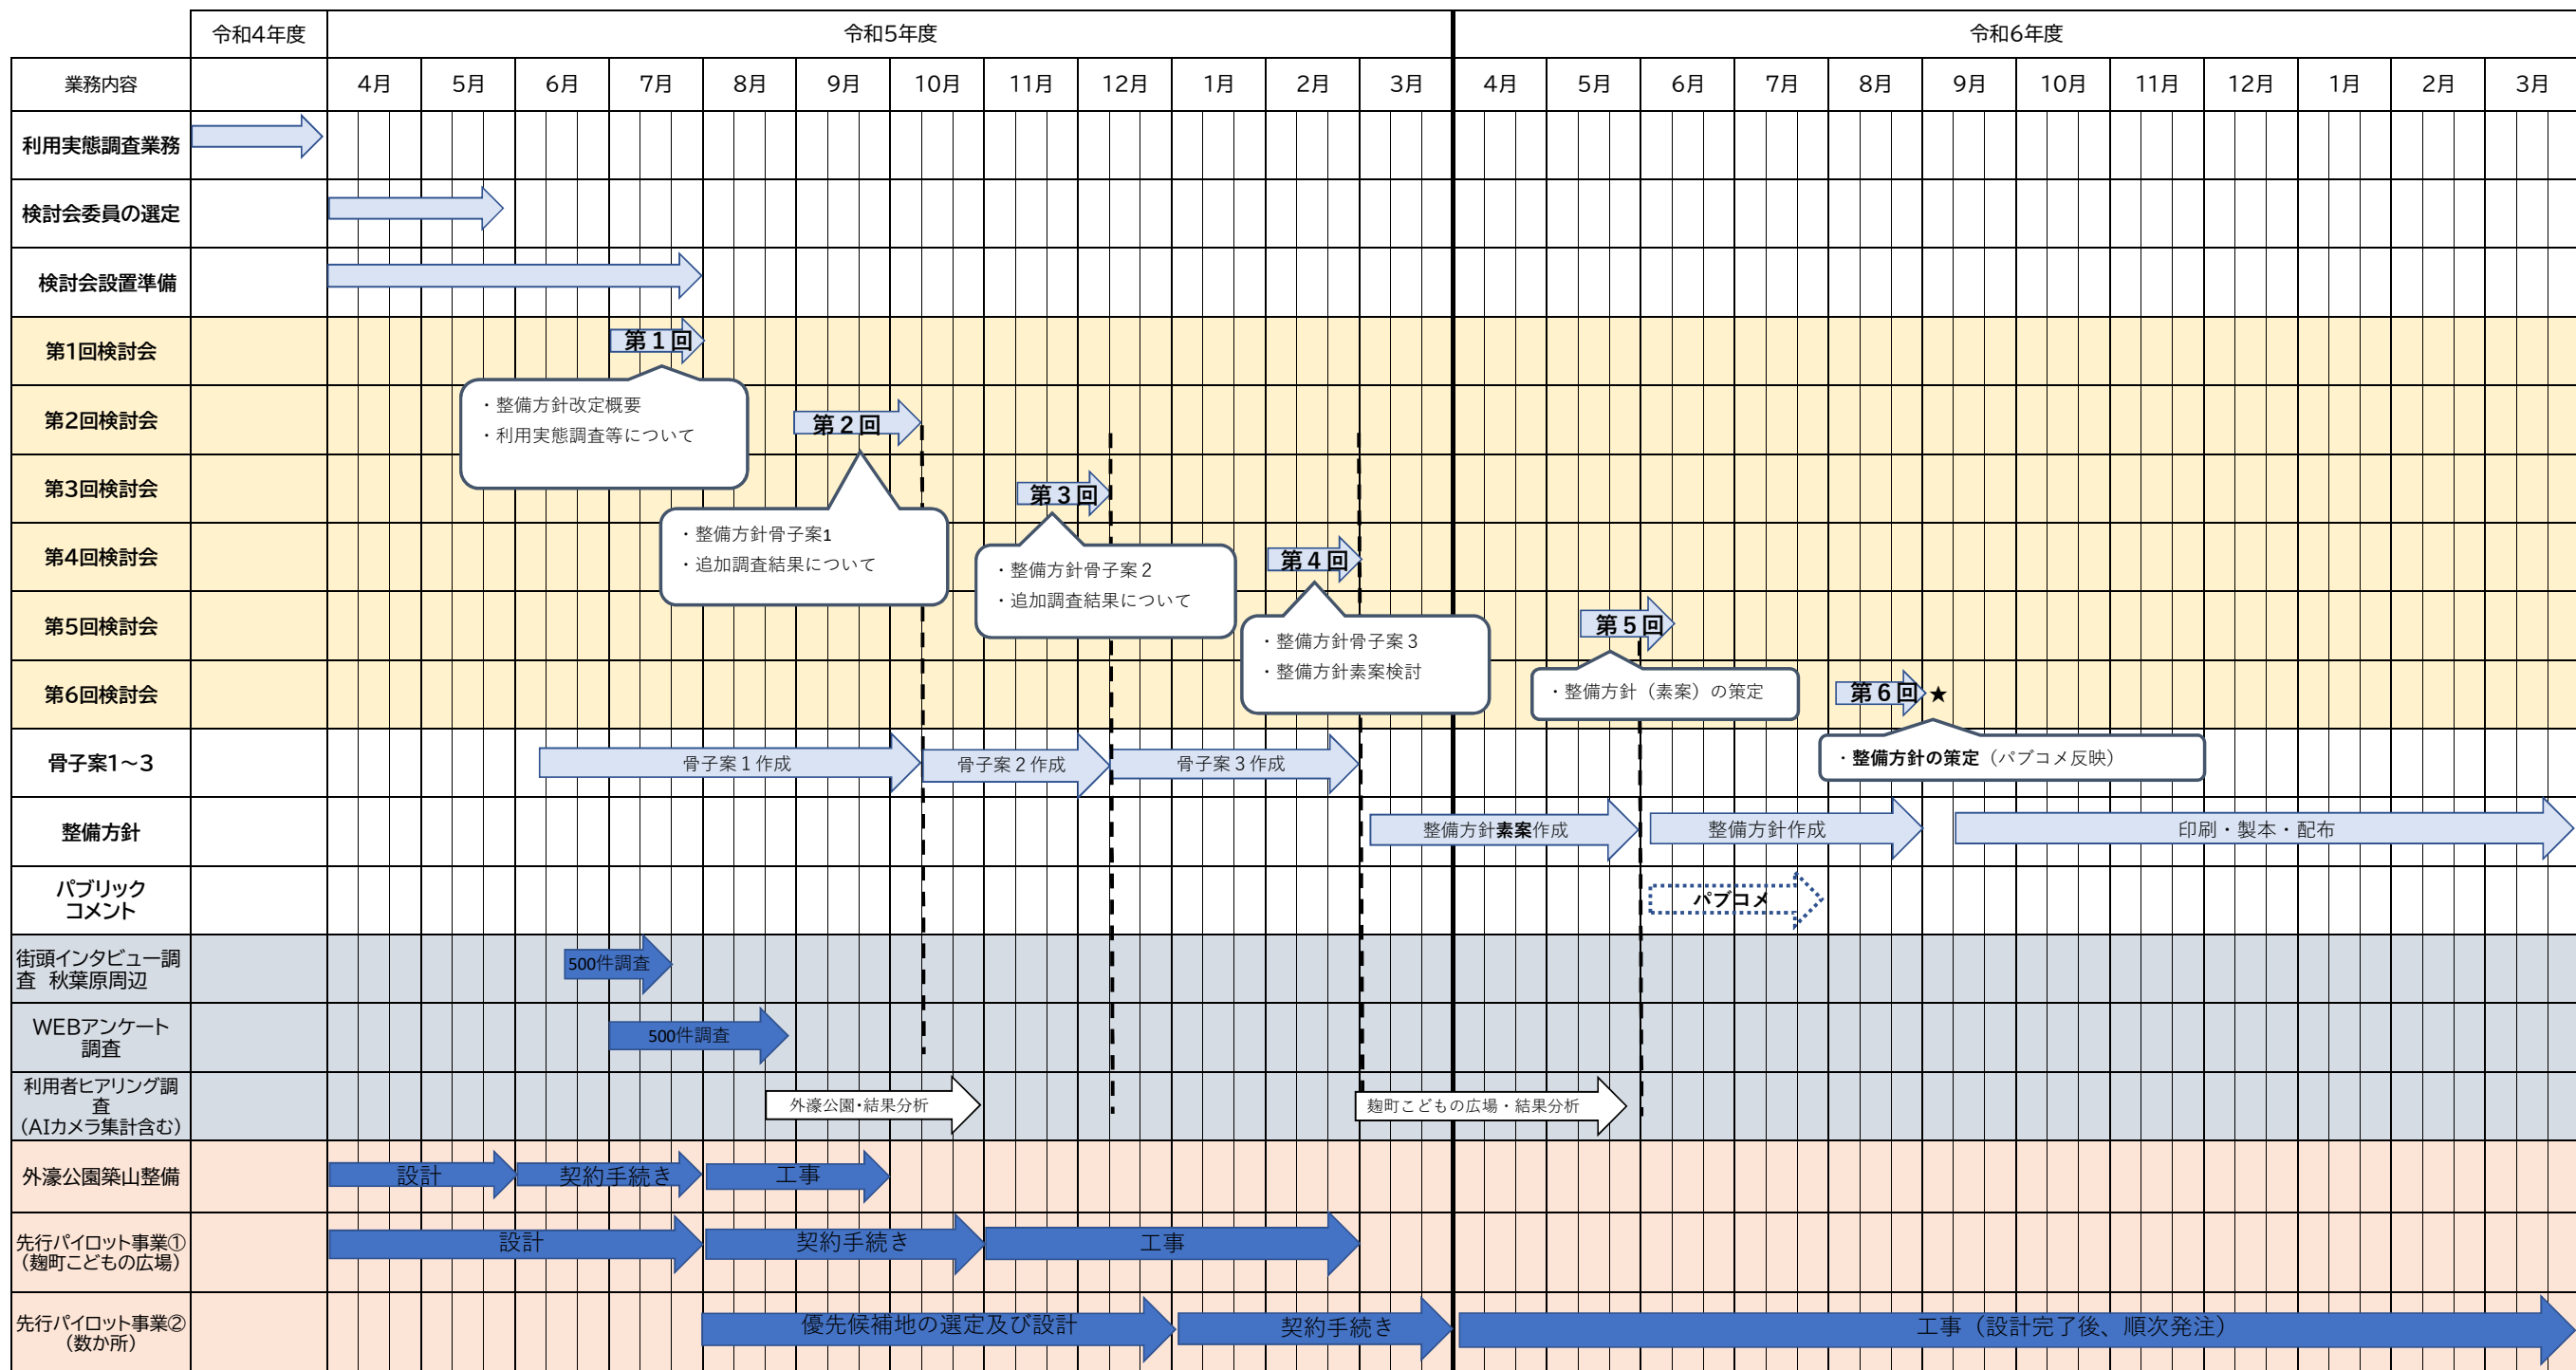 令和4年度
令和5年度
令和6年度
業務内容
4月
5月
6月
7月
8月
9月
10月
11月
12月
1月
2月
3月
4月
5月
6月
7月
8月
9月
10月
11月
12月
1月
2月
3月
利用実態調査業務
検討会委員の選定
検討会設置準備
第1回検討会
第１回
・整備方針改定概要
・利用実態調査等について
第2回検討会
第２回
・整備方針骨子案1
・追加調査結果について
第3回検討会
第３回
・整備方針骨子案２
・追加調査結果について
第4回検討会
第４回
・整備方針骨子案３
・整備方針素案検討
第5回検討会
第５回
・整備方針（素案）の策定
第6回検討会
第６回
★
・整備方針の策定（パブコメ反映）
骨子案1～3
骨子案１作成
骨子案２作成
骨子案３作成
整備方針
整備方針素案作成
整備方針作成
印刷・製本・配布
パブリック
コメント
パブコメ
街頭インタビュー調
査 秋葉原周辺
500件調査
WEBアンケート
調査
500件調査
利用者ヒアリング調
査
（AIカメラ集計含む）
外濠公園・結果分析
麹町こどもの広場・結果分析
外濠公園築山整備
設計
契約手続き
工事
先行パイロット事業①
（麹町こどもの広場）
設計
契約手続き
工事
先行パイロット事業②
（数か所）
優先候補地の選定及び設計
契約手続き
工事（設計完了後、順次発注）